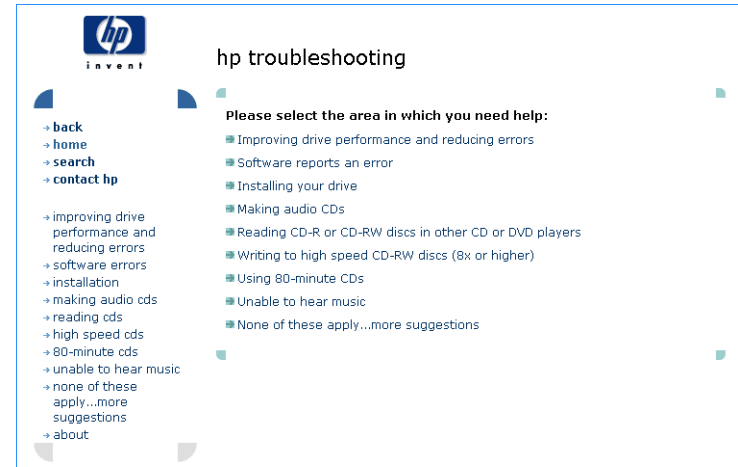 hp
invent
hp troubleshooting
back
home
search
contact hp
improving drive
performance and
reducing errors
software errors
installation
making audio cds
reading cds
high speed cds
80-minute cds
unable to hear music
none of these
apply...more
suggestions
about
Please select the area in which you need help:
Improving drive performance and reducing errors
Software reports an error
Installing your drive
Making audio CDs
Reading CD-R or CD-RW discs in other CD or DVD players
Writing to high speed CD-RW discs (8x or higher)
Using 80-minute CDs
Unable to hear music
None of these apply...more suggestions